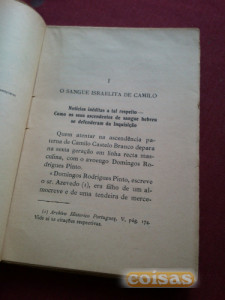 I
O SANGUE ISRAELITA DE CAMILO
Notícias inéditas a tal respeito —
Como os seus ascendentes de sangue hebreu
se defenderam da Inquisição
Quem atentar na ascendência pa-
terna de Camilo Castelo Branco depara
na sexta geração em linha recta mas-
culina, com o avoengo Domingos Ro-
drigues Pinto.
«Domingos Rodrigues Pinto, escreve
o sr. Azevedo (1), era filho de um al-
mocreve e de uma tendeira de merce-
(1) Archivo Historico Portuguez, V, pág. 174.
Vide aí as citações respectivas.
coisas